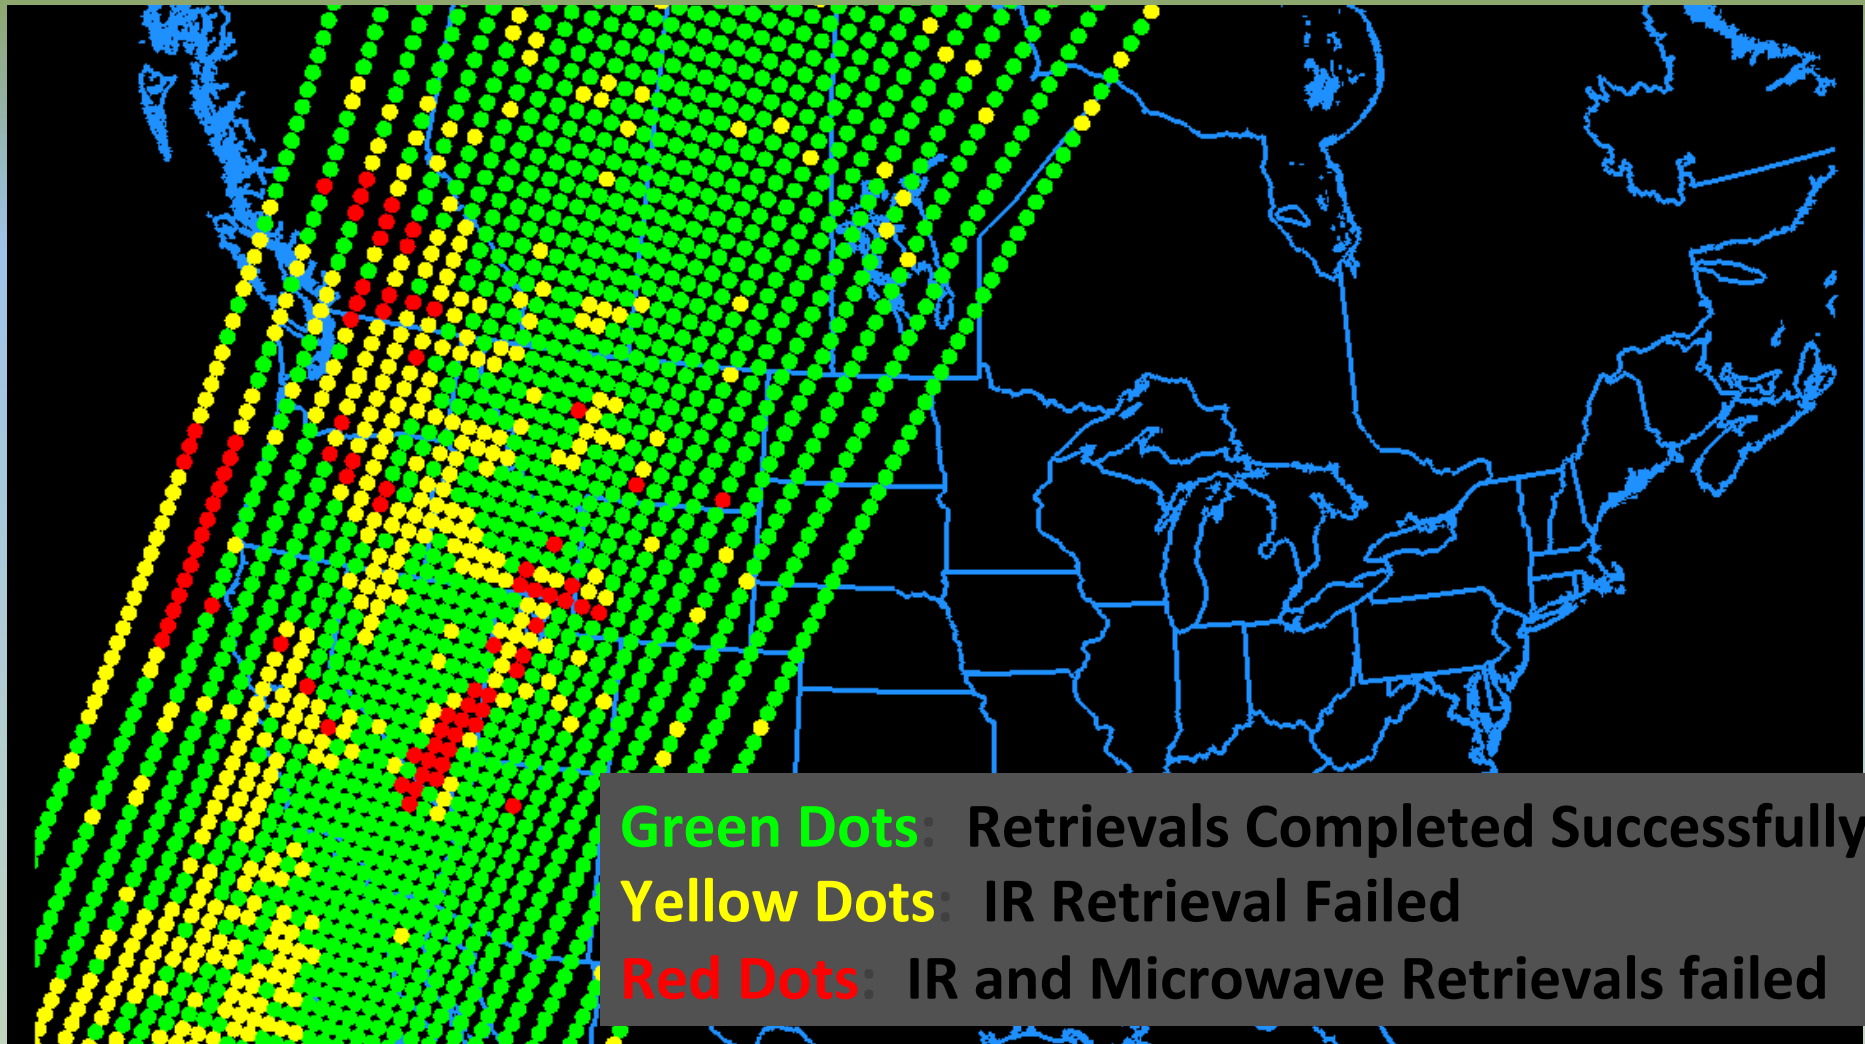 Green Dots:  Retrievals Completed Successfully
Yellow Dots:  IR Retrieval Failed
Red Dots:  IR and Microwave Retrievals failed